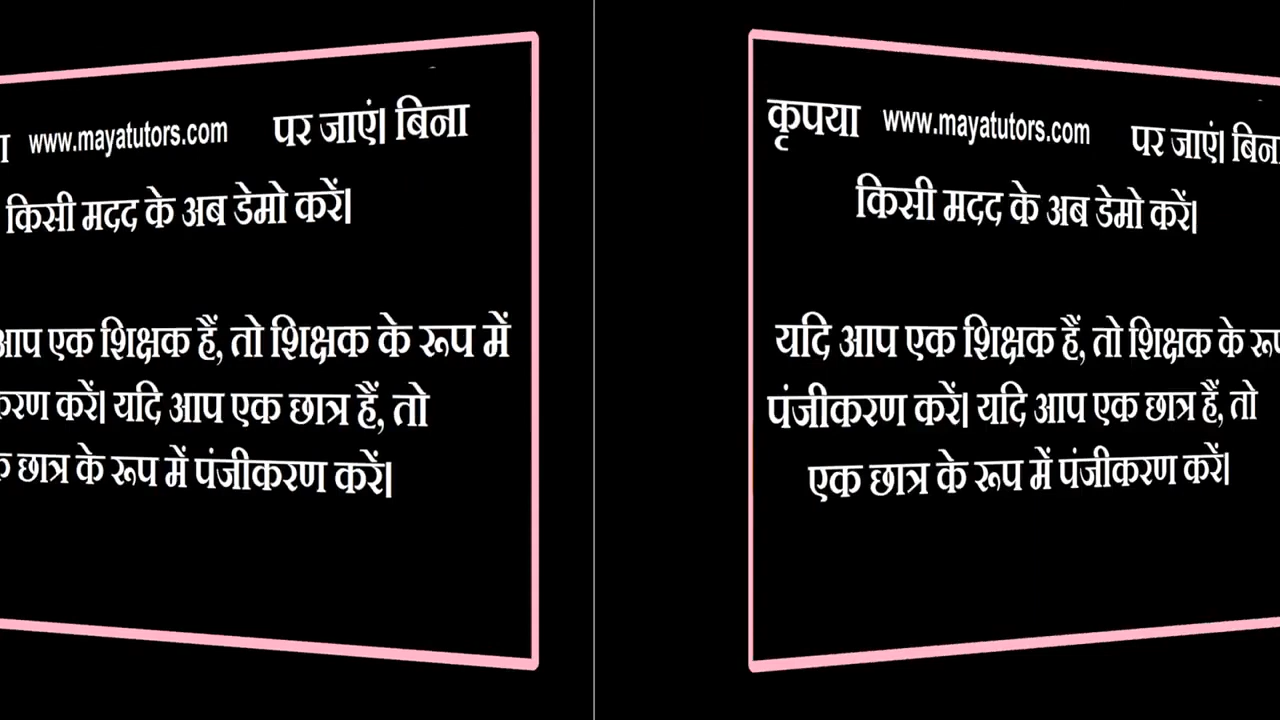 www.mayatutors.com पर जाएं। बिना
किसी मदद के अब डेमो करें।
आप एक शिक्षक हैं, तो शिक्षक के रूप में
करें। यदि आप एक छात्र हैं, तो
छात्र के रूप में पंजीकरण करें।
कृपया www.mayatutors.com पर जाएं। बिना
किसी मदद के अब डेमो करें।
यदि आप एक शिक्षक हैं, तो शिक्षक के रूप
पंजीकरण करें। यदि आप एक छात्र हैं, तो
एक छात्र के रूप में पंजीकरण करें।